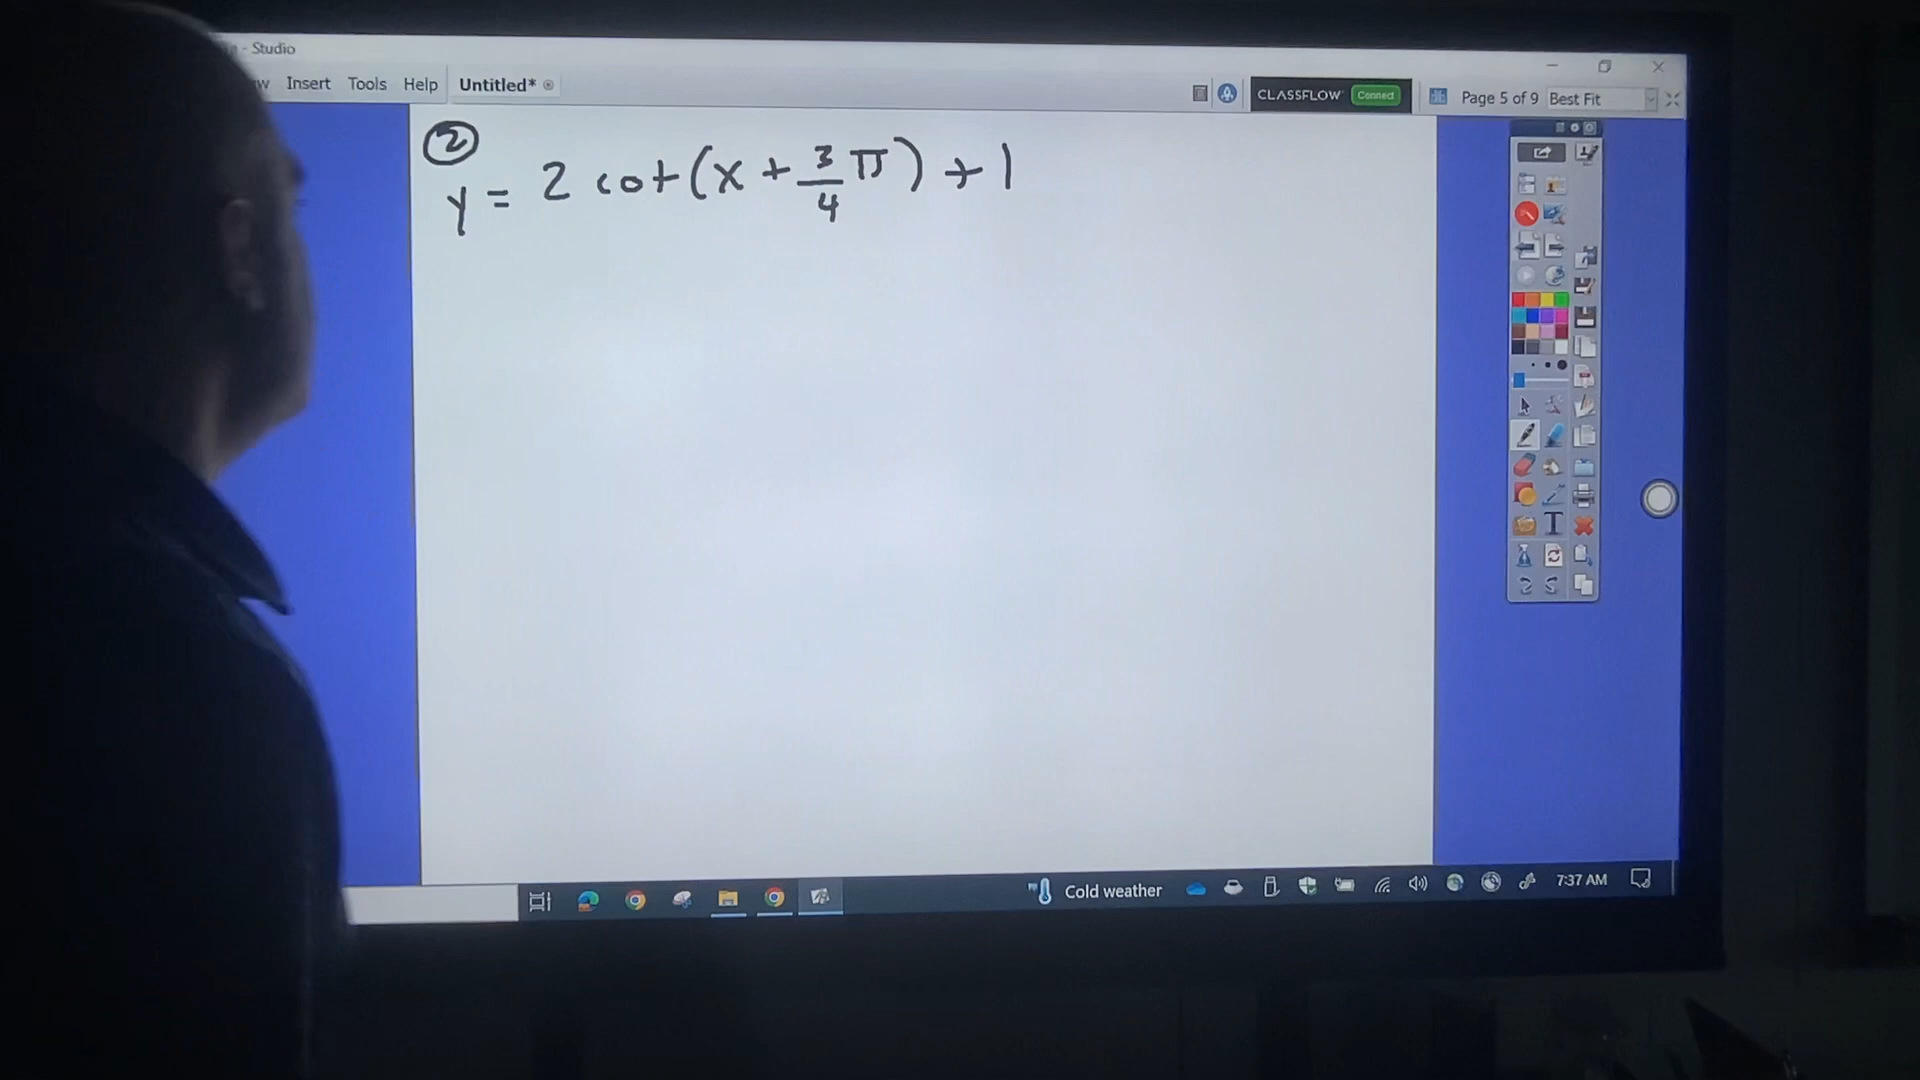 - Studio
Insert Tools Help Untitled*
CLASSFLOW Connect Page 5 of 9 Best Fit
②
y = 2 cot(x + 3/4 π) + 1
T
Cold weather 7:37 AM